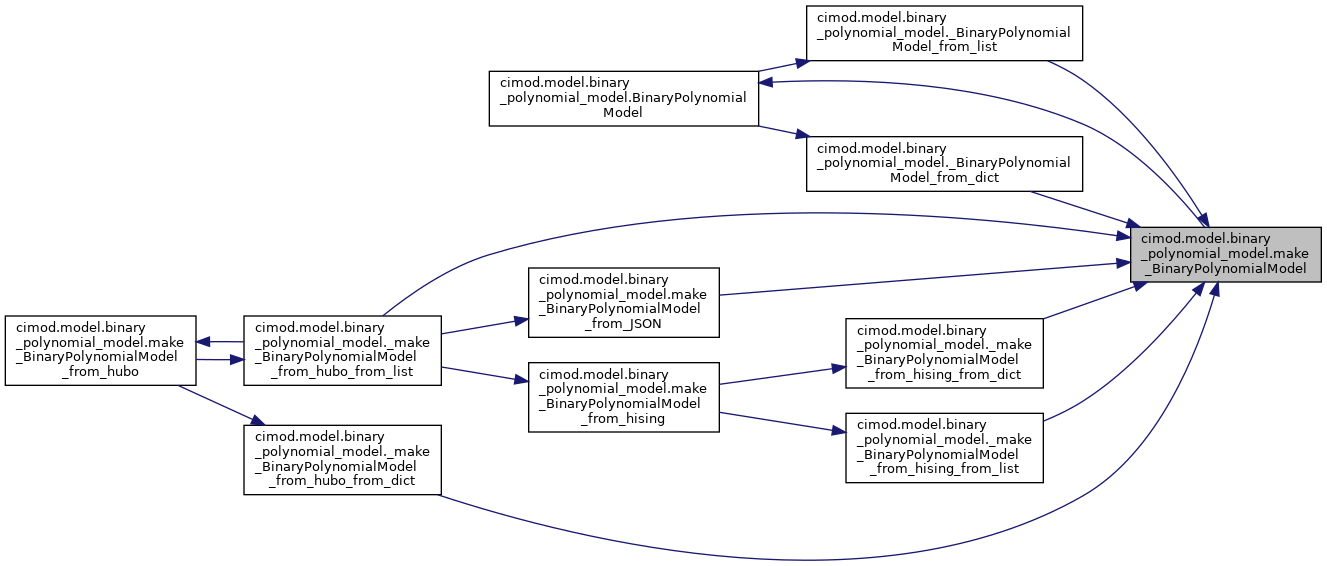 cimod.model.binary
_polynomial_model._BinaryPolynomial
Model_from_list
cimod.model.binary
_polynomial_model.BinaryPolynomial
Model
cimod.model.binary
_polynomial_model._BinaryPolynomial
Model_from_dict
cimod.model.binary
_polynomial_model.make
_BinaryPolynomialModel
cimod.model.binary
_polynomial_model.make
_BinaryPolynomialModel
_from_JSON
cimod.model.binary
_polynomial_model.make
_BinaryPolynomialModel
_from_hubo
cimod.model.binary
_polynomial_model._make
_BinaryPolynomialModel
_from_hubo_from_list
cimod.model.binary
_polynomial_model._make
_BinaryPolynomialModel
_from_hising_from_dict
cimod.model.binary
_polynomial_model.make
_BinaryPolynomialModel
_from_hising
cimod.model.binary
_polynomial_model._make
_BinaryPolynomialModel
_from_hising_from_list
cimod.model.binary
_polynomial_model._make
_BinaryPolynomialModel
_from_hubo_from_dict